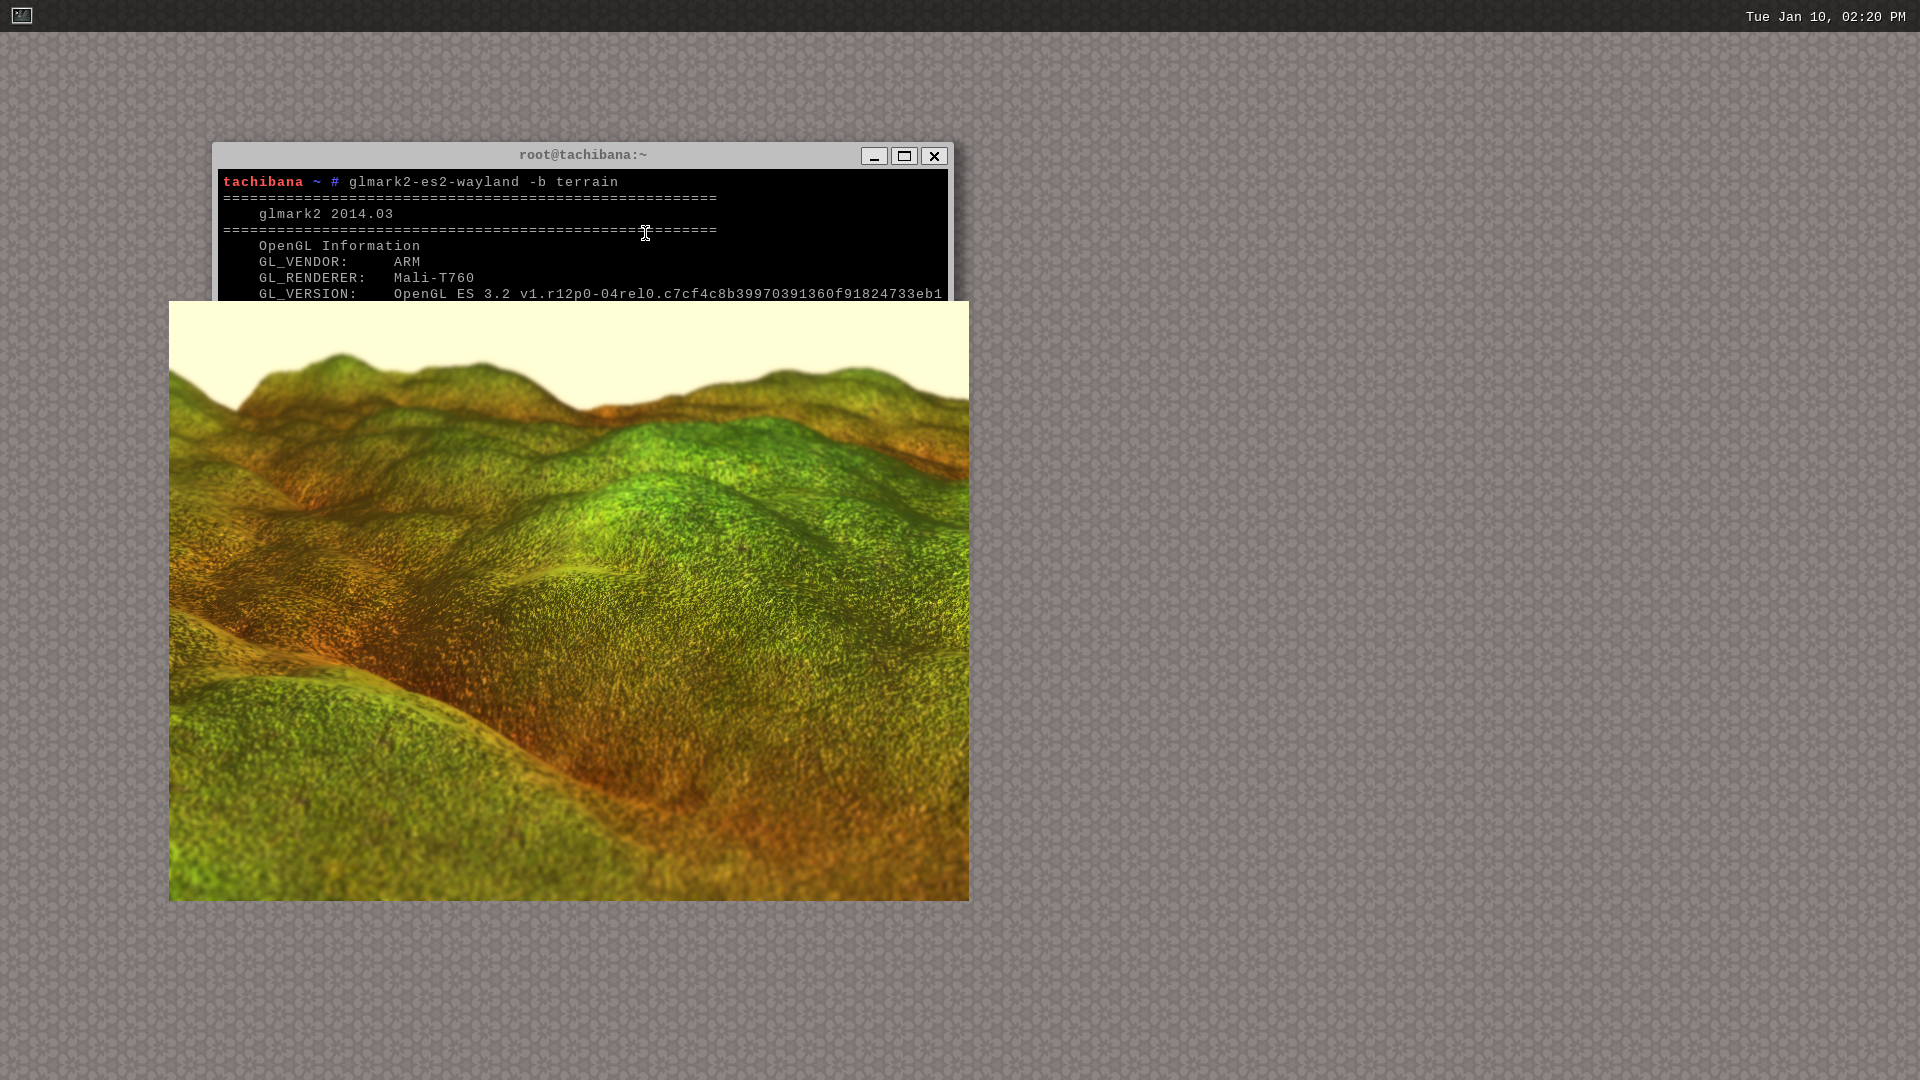 Tue Jan 10, 02:20 PM
root@tachibana:~
tachibana ~ # glmark2-es2-wayland -b terrain
=======================================================
glmark2 2014.03
=======================================================
OpenGL Information
GL_VENDOR: ARM
GL_RENDERER: Mali-T760
GL_VERSION: OpenGL ES 3.2 v1.r12p0-04rel0.c7cf4c8b39970391360f91824733eb1